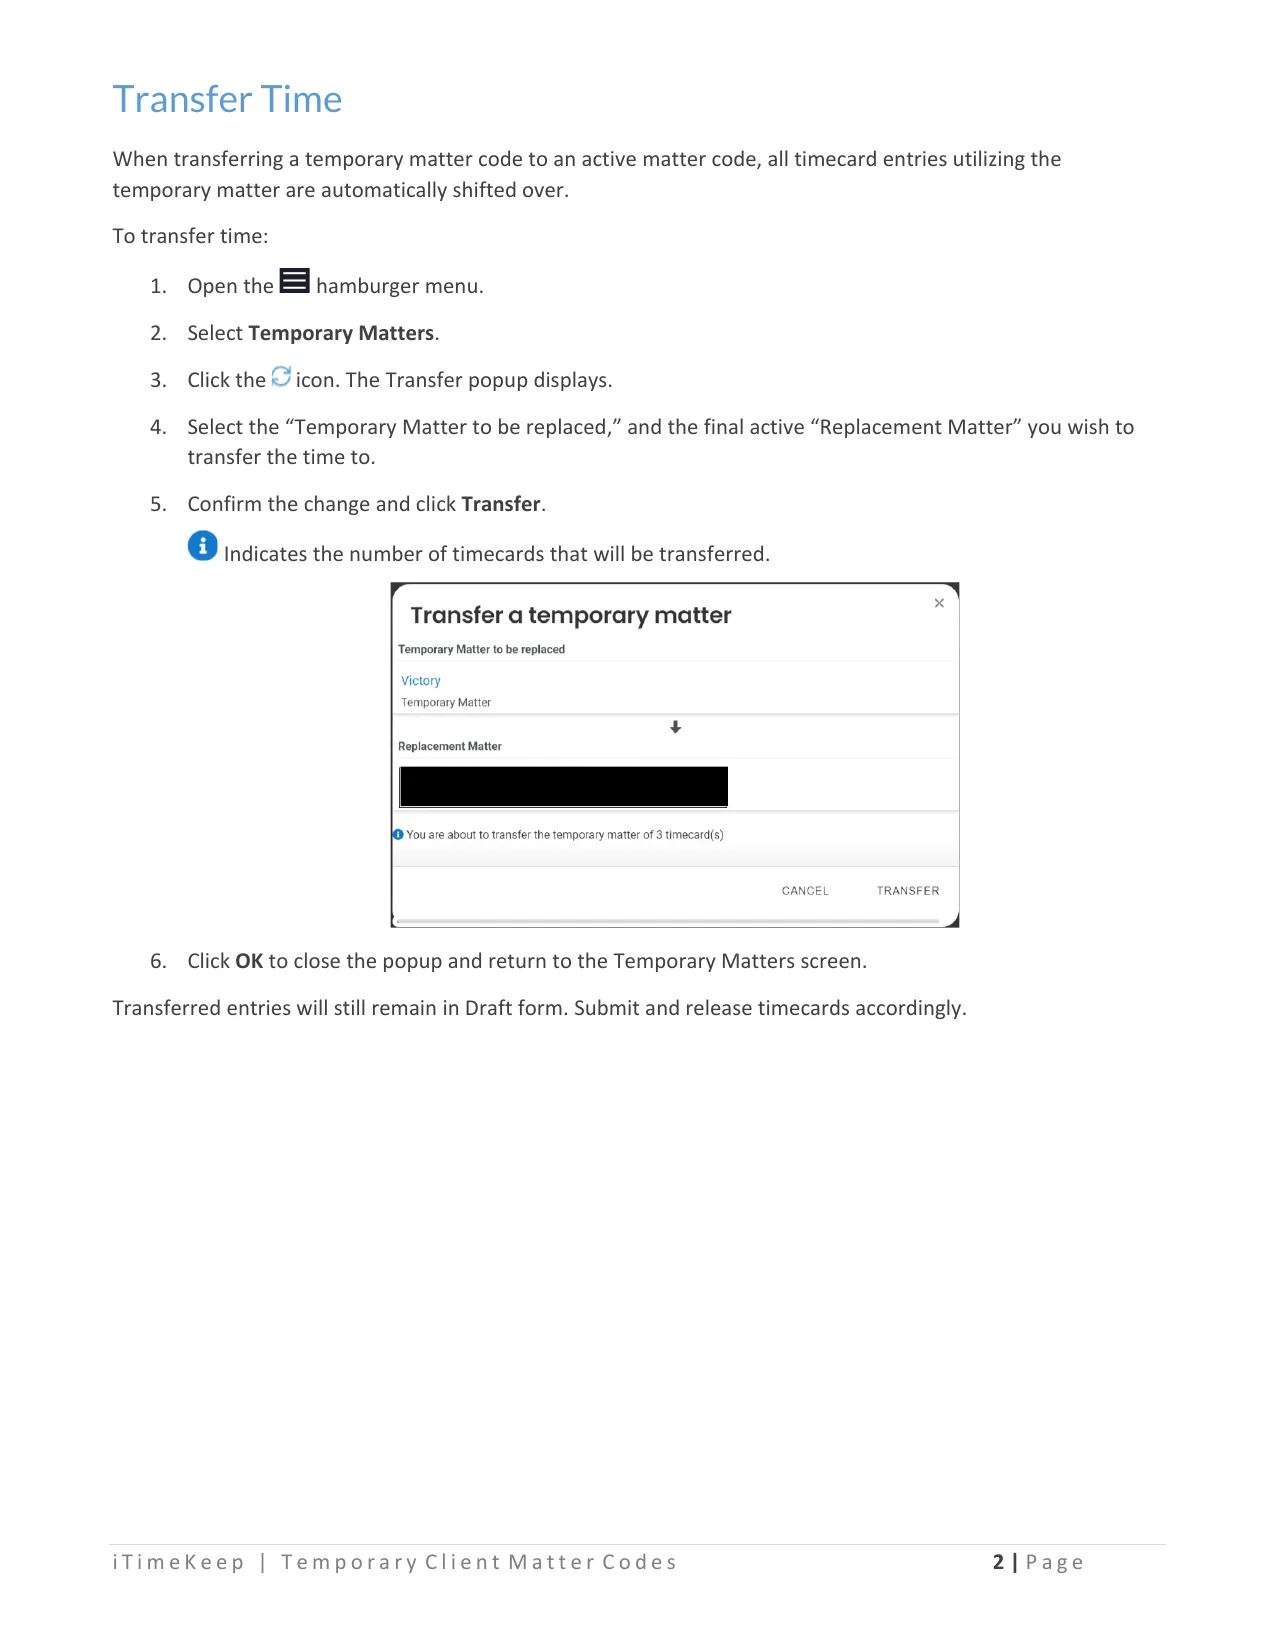 Transfer Time
When transferring a temporary matter code to an active matter code, all timecard entries utilizing the
temporary matter are automatically shifted over.
To transfer time:
1. Open the hamburger menu.
2. Select Temporary Matters.
3. Click the icon. The Transfer popup displays.
4. Select the “Temporary Matter to be replaced,” and the final active “Replacement Matter” you wish to
transfer the time to.
5. Confirm the change and click Transfer.
Indicates the number of timecards that will be transferred.
Transfer a temporary matter
Temporary Matter to be replaced
Victory
Temporary Matter
Replacement Matter
You are about to transfer the temporary matter of 3 timecard(s)
CANCEL TRANSFER
6. Click OK to close the popup and return to the Temporary Matters screen.
Transferred entries will still remain in Draft form. Submit and release timecards accordingly.
iTimeKeep | Temporary Client Matter Codes 2 | Page